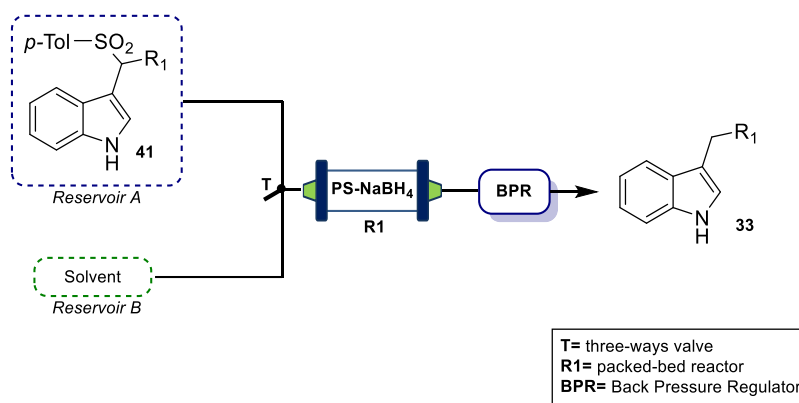 p-Tol—SO2
R1
N
H
41
Reservoir A
T
PS-NaBH4
R1
BPR
R1
N
H
33
Solvent
Reservoir B
T= three-ways valve
R1= packed-bed reactor
BPR= Back Pressure Regulator